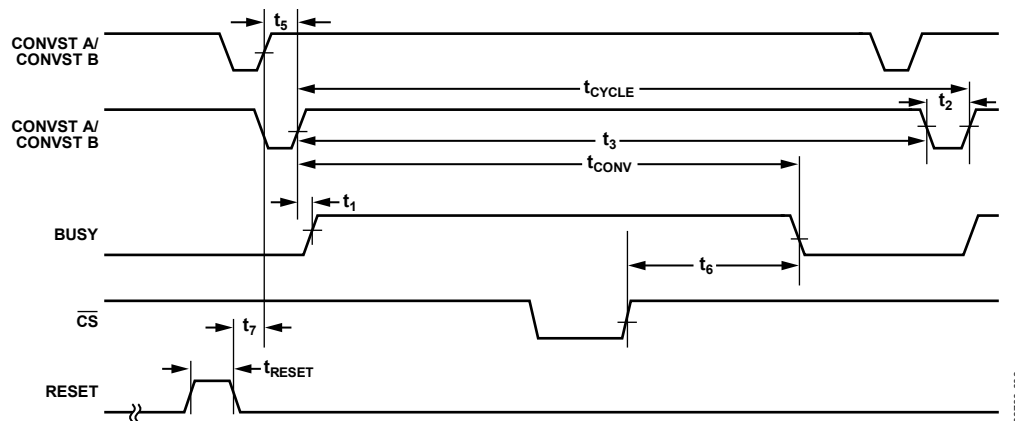 t5
CONVST A/
CONVST B
tCYCLE
t2
CONVST A/
CONVST B
t3
tCONV
t1
BUSY
t6
CS
t7
tRESET
RESET